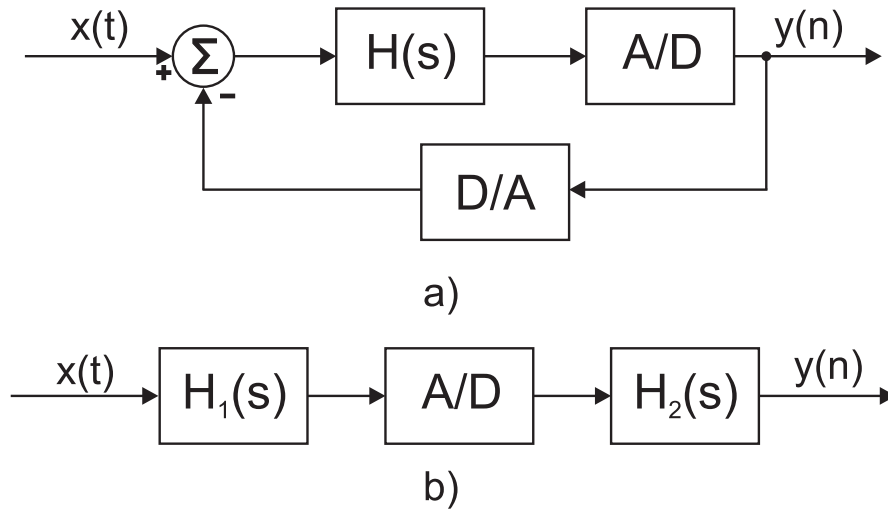 x(t)
Σ
+
-
H(s)
A/D
y(n)
D/A
a)
x(t)
H₁(s)
A/D
H₂(s)
y(n)
b)